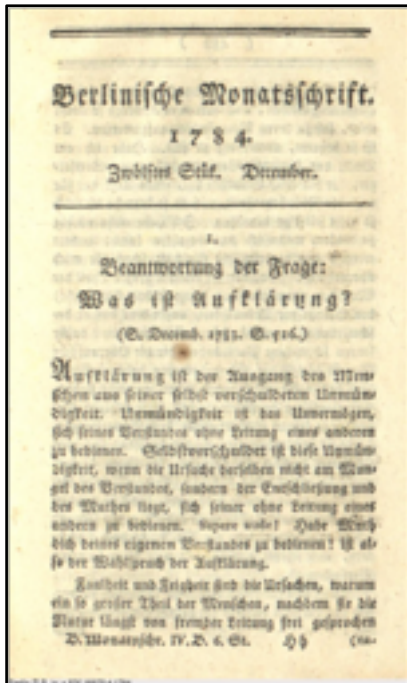 Berlinische Monatsschrift.
1784.
Zwölftes Stük. December.
1.
Beantwortung der Frage:
Was ist Aufklärung?
(S. Decemb. 1783. S. 516.)
Aufklärung ist der Ausgang des Men-
schen aus seiner selbst verschuldeten Unmün-
digkeit. Unmündigkeit ist das Unvermögen,
sich seines Verstandes ohne Leitung eines anderen
zu bedienen. Selbstverschuldet ist diese Unmün-
digkeit, wenn die Ursache derselben nicht am Man-
gel des Verstandes, sondern der Entschließung und
des Muthes liegt, sich seiner ohne Leitung eines
andern zu bedienen. Sapere aude! Habe Muth
dich deines eigenen Verstandes zu bedienen! ist al-
so der Wahlspruch der Aufklärung.
Faulheit und Feigheit sind die Ursachen, warum
ein so großer Theil der Menschen, nachdem sie die
Natur längst von fremder Leitung frei gesprochen
B. Monatsschr. IV. B. 6. St. Hh (na-